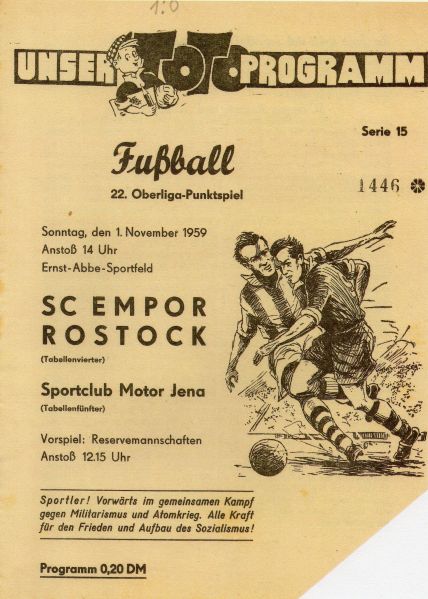 1:0
UNSER TOTO PROGRAMM
Serie 15
Fußball
22. Oberliga-Punktspiel
1446
Sonntag, den 1. November 1959
Anstoß 14 Uhr
Ernst-Abbe-Sportfeld
SC EMPOR
ROSTOCK
(Tabellenvierter)
Sportclub Motor Jena
(Tabellenfünfter)
Vorspiel: Reservemannschaften
Anstoß 12.15 Uhr
Sportler! Vorwärts im gemeinsamen Kampf
gegen Militarismus und Atomkrieg. Alle Kraft
für den Frieden und Aufbau des Sozialismus!
Programm 0,20 DM